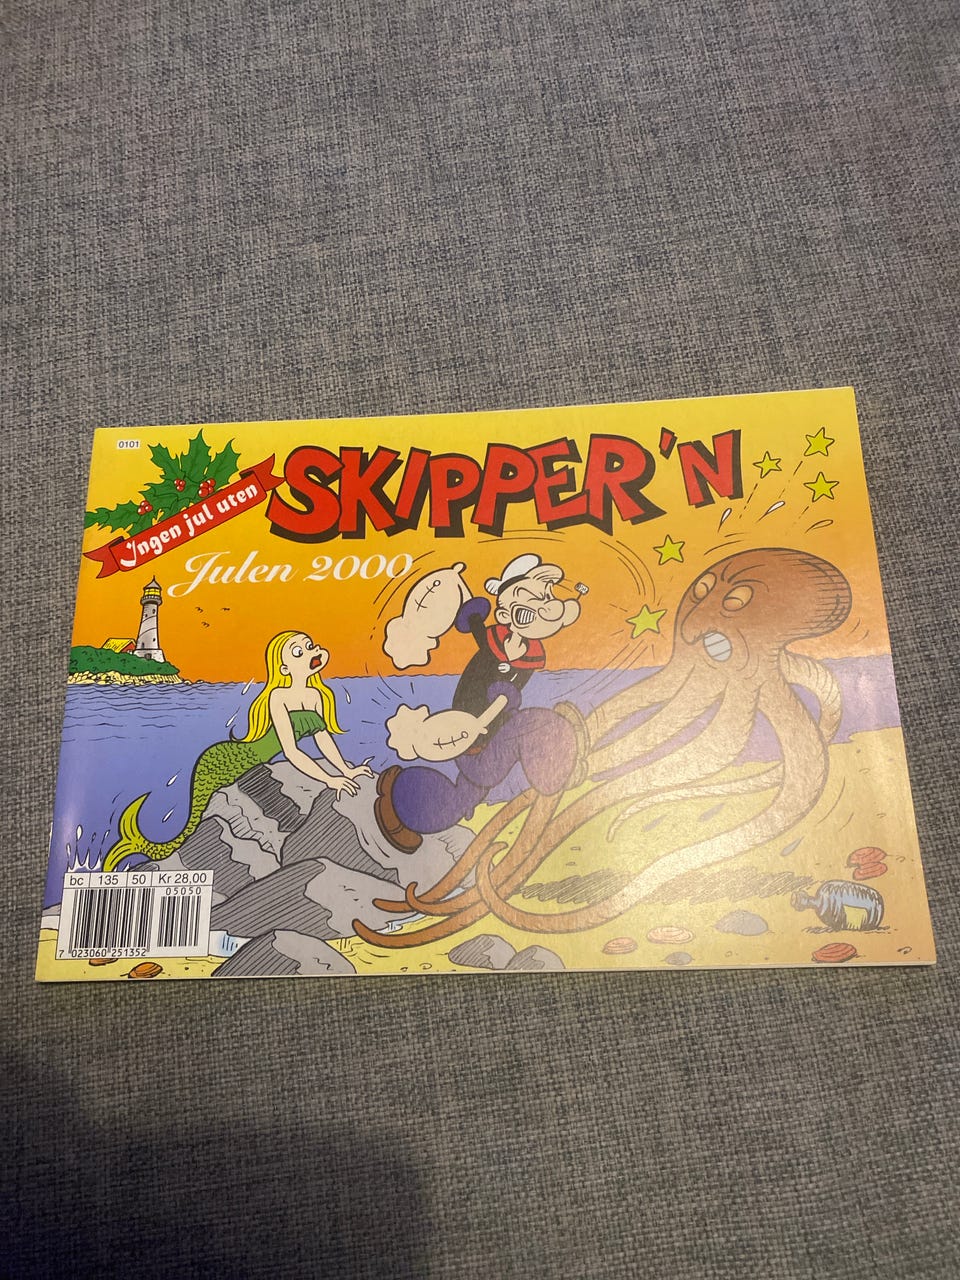 0101
Ingen jul uten
SKIPPER'N
Julen 2000
bc 135 50 Kr 28,00
05050
7 023060 251352